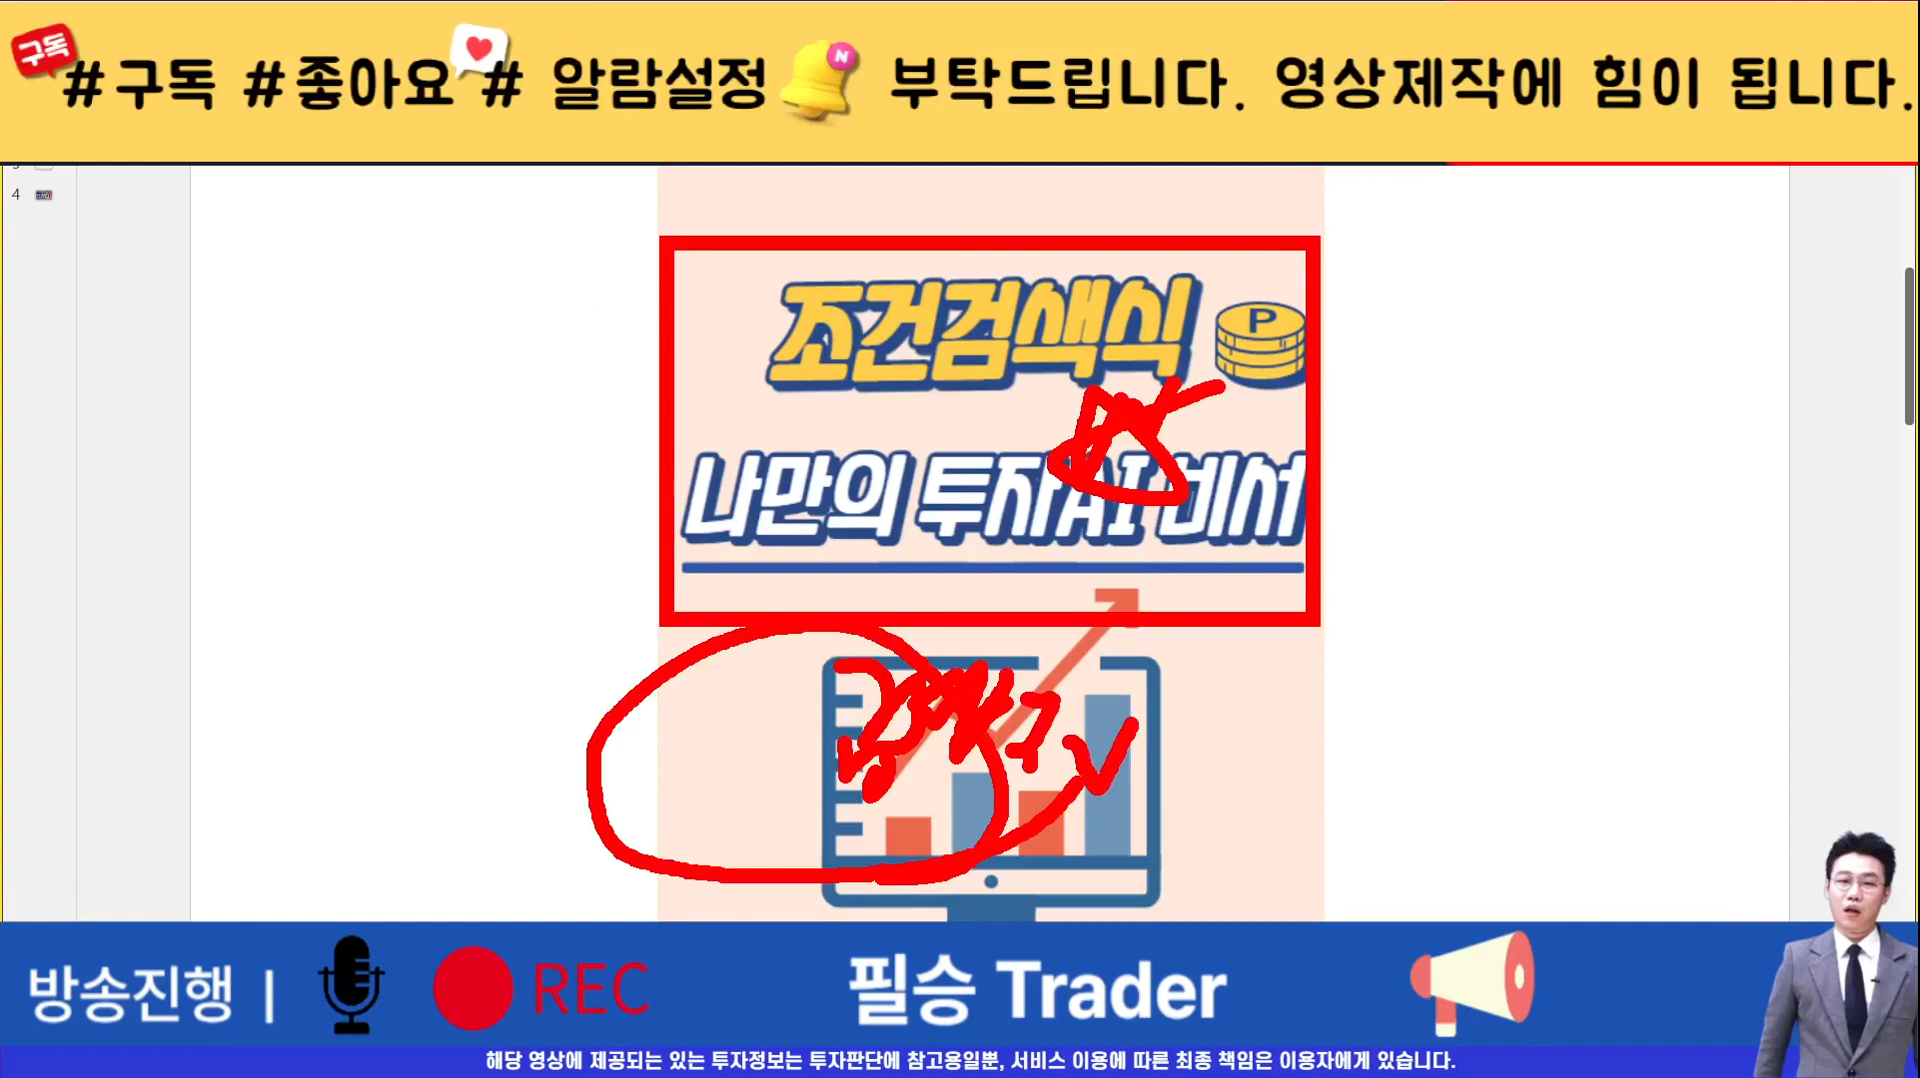 구독
#구독 #좋아요 # 알람설정 N 부탁드립니다. 영상제작에 힘이 됩니다.
4
조건검색식 P
나만의 투자AI 비서
방송진행 | REC 필승 Trader
해당 영상에 제공되는 있는 투자정보는 투자판단에 참고용일뿐, 서비스 이용에 따른 최종 책임은 이용자에게 있습니다.